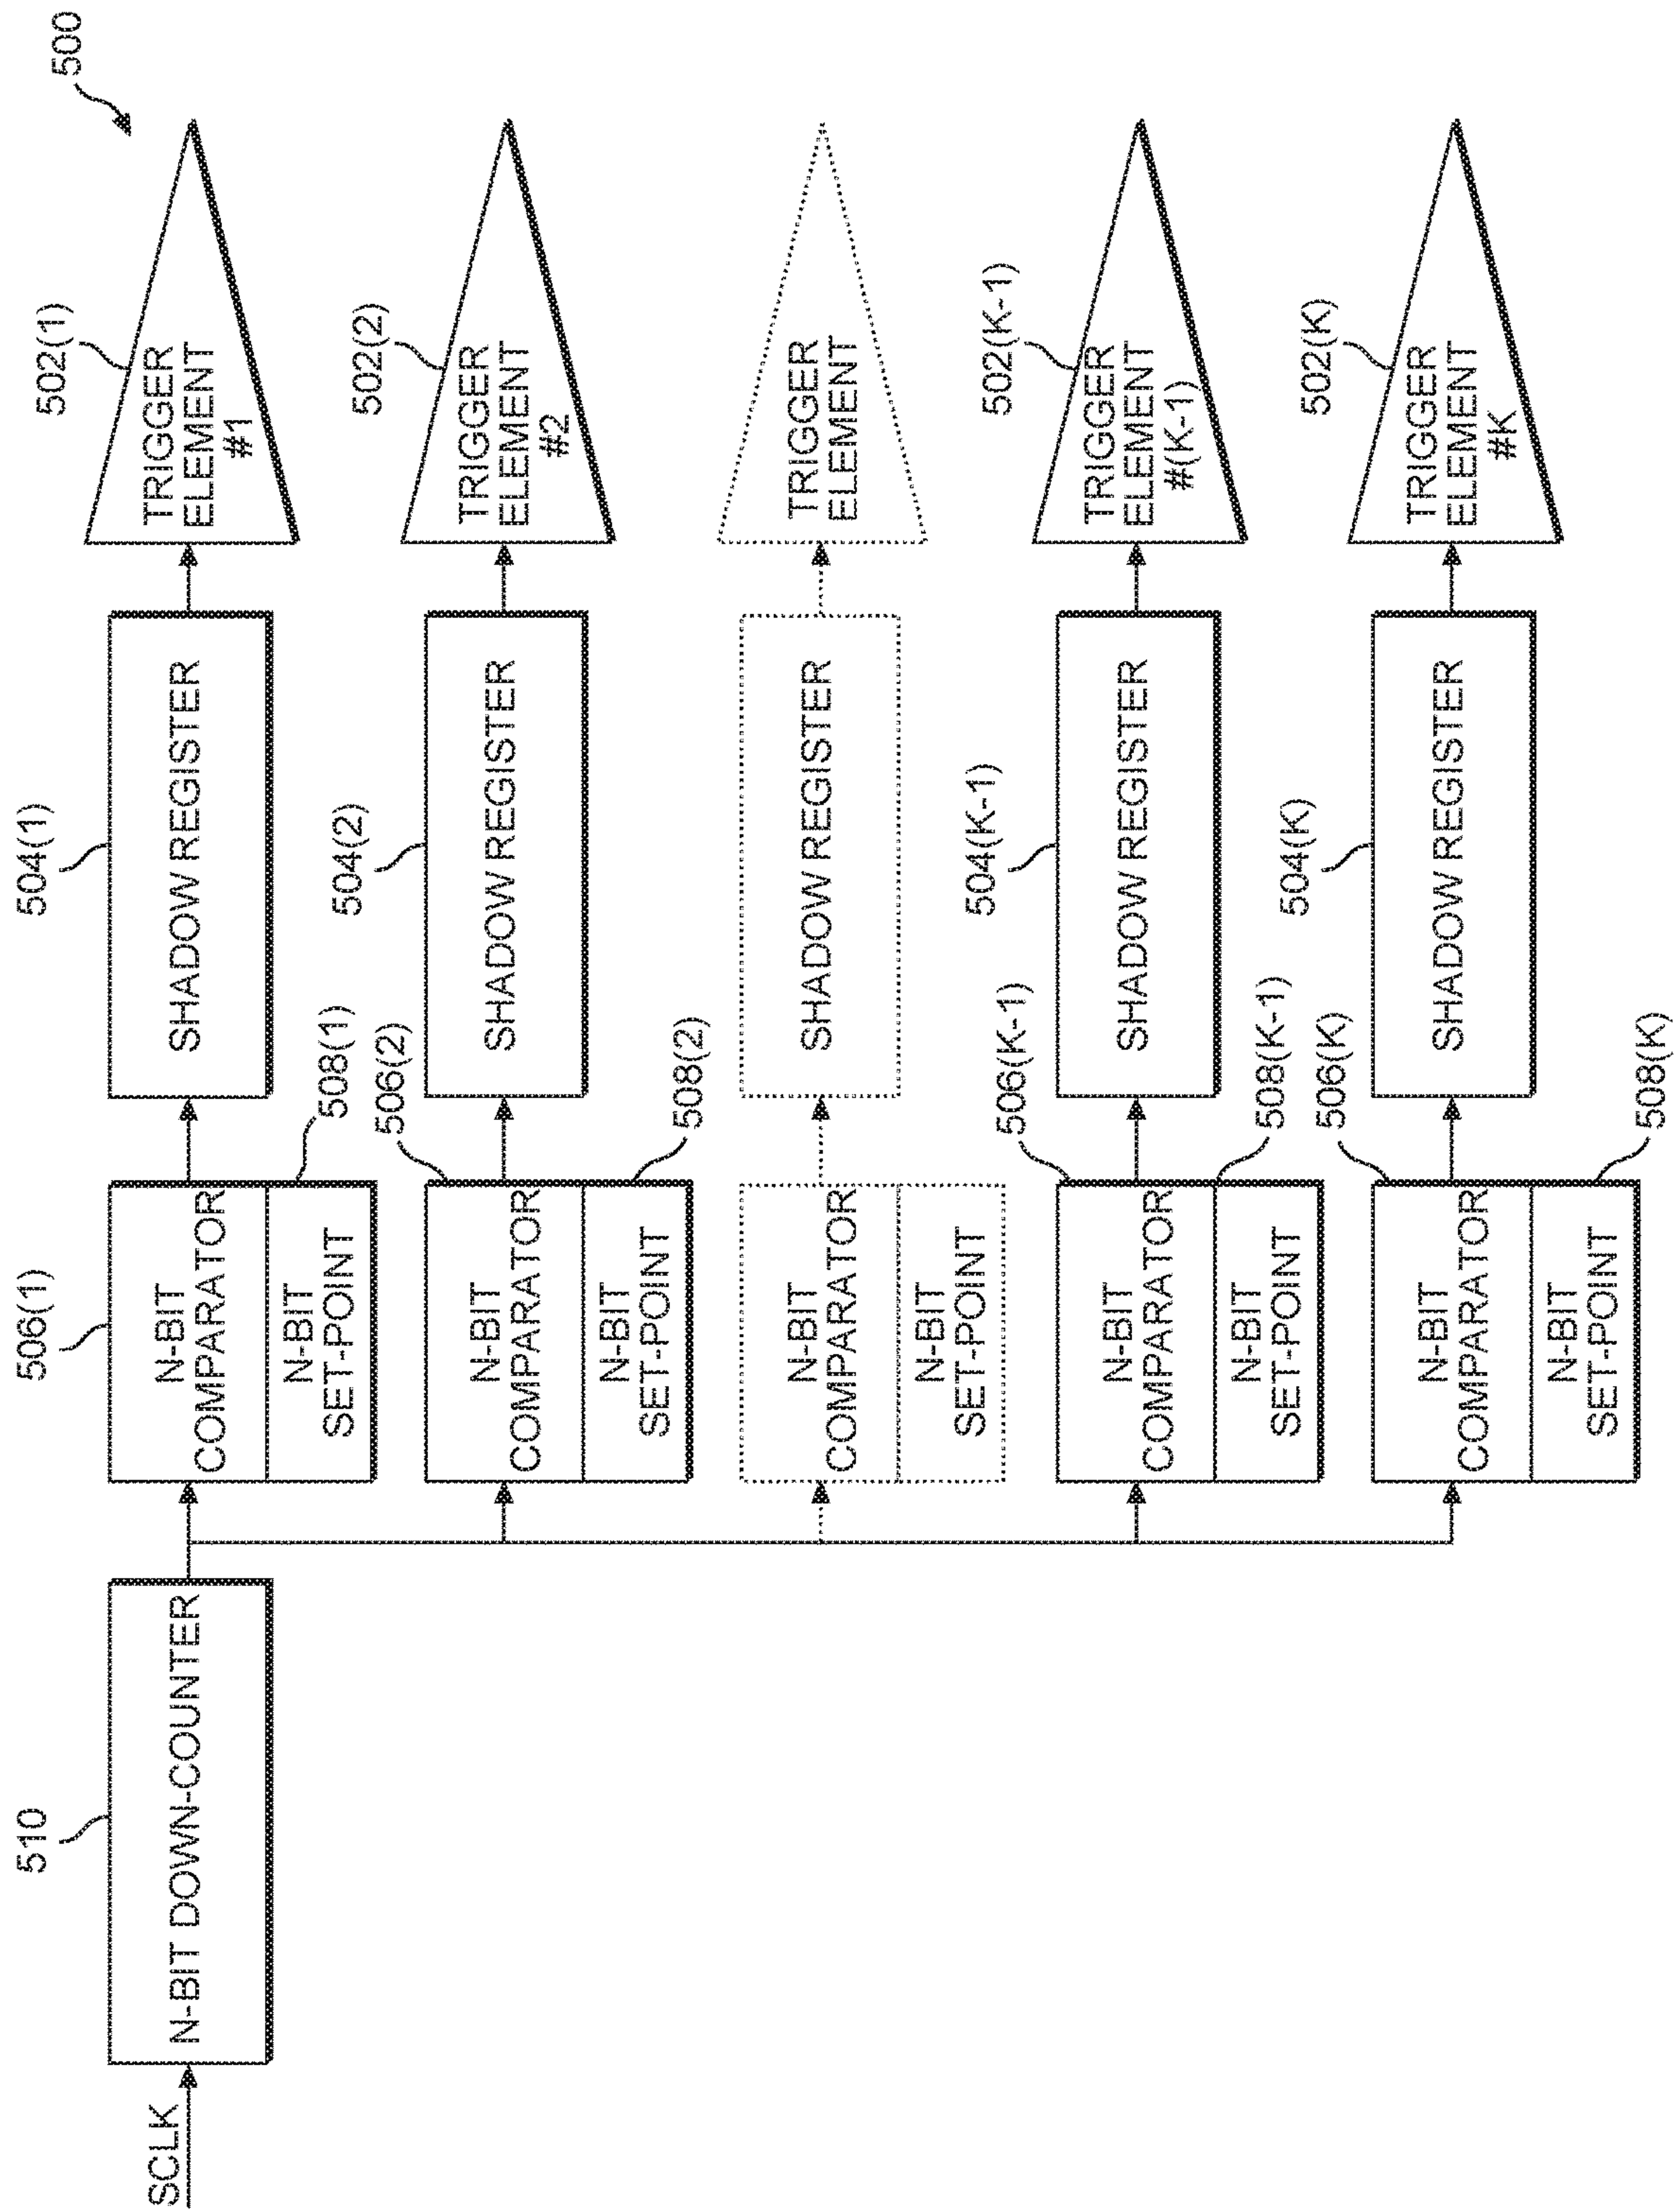 500
SCLK
510
N-BIT DOWN-COUNTER
506(1)
N-BIT
COMPARATOR
N-BIT
SET-POINT
508(1)
504(1)
SHADOW REGISTER
502(1)
TRIGGER
ELEMENT
#1
506(2)
N-BIT
COMPARATOR
N-BIT
SET-POINT
508(2)
504(2)
SHADOW REGISTER
502(2)
TRIGGER
ELEMENT
#2
N-BIT
COMPARATOR
N-BIT
SET-POINT
SHADOW REGISTER
TRIGGER
ELEMENT
506(K-1)
N-BIT
COMPARATOR
N-BIT
SET-POINT
508(K-1)
504(K-1)
SHADOW REGISTER
502(K-1)
TRIGGER
ELEMENT
#(K-1)
506(K)
N-BIT
COMPARATOR
N-BIT
SET-POINT
508(K)
504(K)
SHADOW REGISTER
502(K)
TRIGGER
ELEMENT
#K